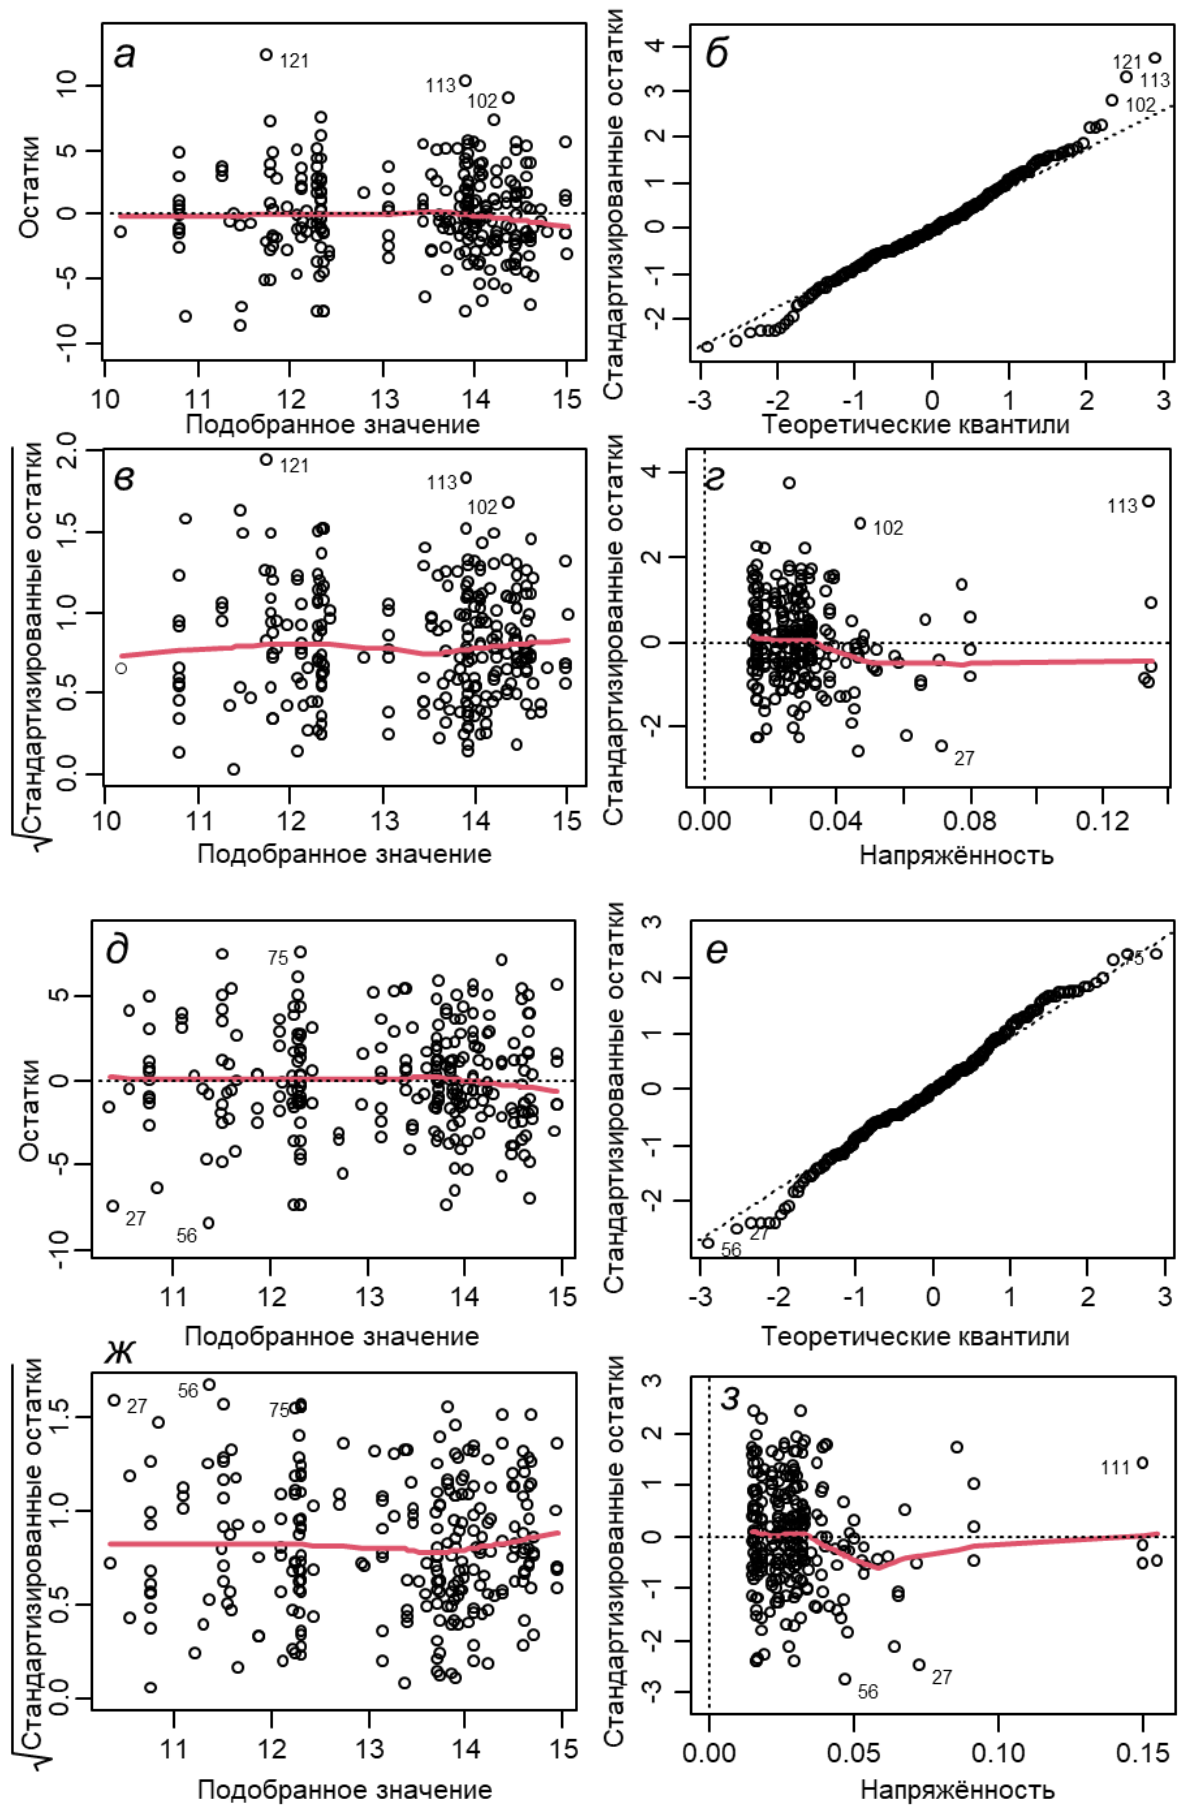 а
Остатки
10
5
0
-5
-10
121
113
102
10 11 12 13 14 15
Подобранное значение
б
Стандартизированные остатки
4
3
2
1
0
-1
-2
121
113
102
-3 -2 -1 0 1 2 3
Теоретические квантили
в
√Стандартизированные остатки
2.0
1.5
1.0
0.5
0.0
121
113
102
10 11 12 13 14 15
Подобранное значение
г
Стандартизированные остатки
4
2
0
-2
113
102
27
0.00 0.04 0.08 0.12
Напряжённость
д
Остатки
5
0
-5
-10
75
27
56
11 12 13 14 15
Подобранное значение
е
Стандартизированные остатки
3
2
1
0
-1
-2
75
27
56
-3 -2 -1 0 1 2 3
Теоретические квантили
ж
√Стандартизированные остатки
1.5
1.0
0.5
0.0
56
27
75
11 12 13 14 15
Подобранное значение
з
Стандартизированные остатки
3
2
1
0
-1
-2
-3
111
56
27
0.00 0.05 0.10 0.15
Напряжённость